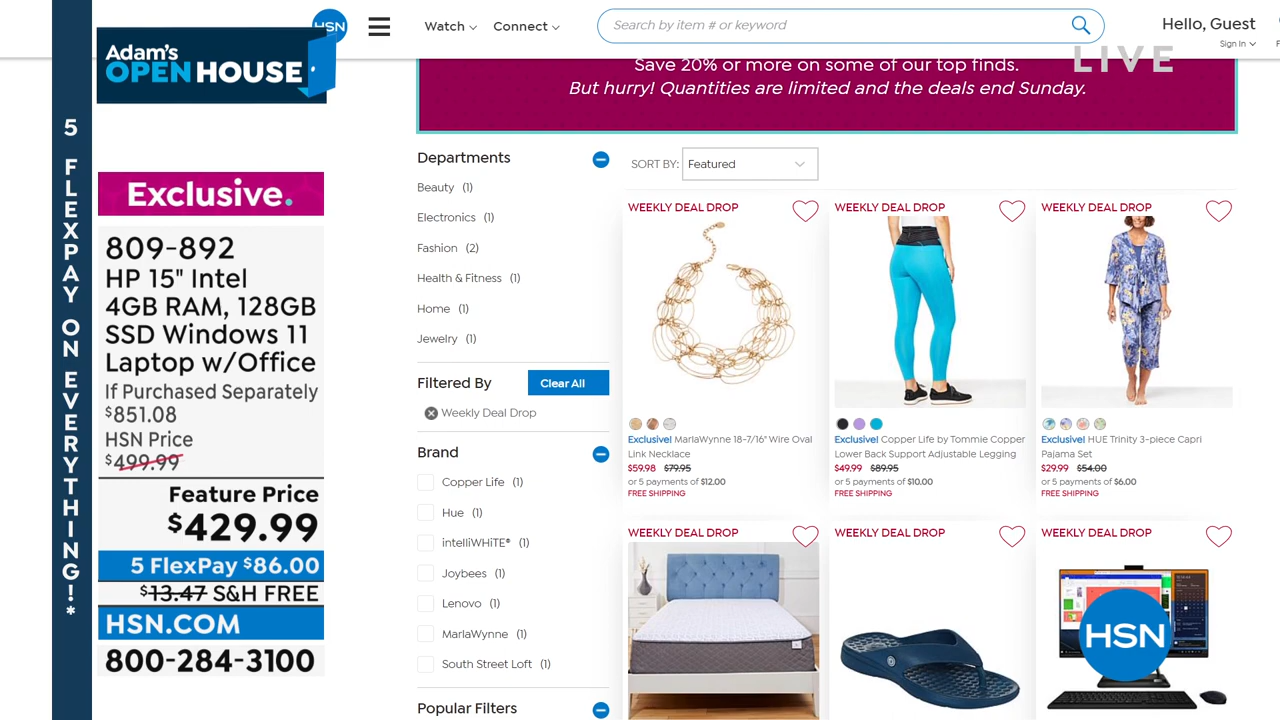 HSN
Watch
Connect
Search by item # or keyword
Hello, Guest
Sign In
LIVE
Adam's
OPEN HOUSE
5 FLEXPAY ON EVERYTHING!*
Exclusive.
809-892
HP 15" Intel
4GB RAM, 128GB
SSD Windows 11
Laptop w/Office
If Purchased Separately
$851.08
HSN Price
$499.99
Feature Price
$429.99
5 FlexPay $86.00
$13.47 S&H FREE
HSN.COM
800-284-3100
Save 20% or more on some of our top finds.
But hurry! Quantities are limited and the deals end Sunday.
Departments
Beauty (1)
Electronics (1)
Fashion (2)
Health & Fitness (1)
Home (1)
Jewelry (1)
Filtered By
Clear All
Weekly Deal Drop
Brand
Copper Life (1)
Hue (1)
intelliWHiTE® (1)
Joybees (1)
Lenovo (1)
MarlaWynne (1)
South Street Loft (1)
Popular Filters
SORT BY: Featured
WEEKLY DEAL DROP
Exclusive! MarlaWynne 18-7/16" Wire Oval
Link Necklace
$59.98 $79.95
or 5 payments of $12.00
FREE SHIPPING
WEEKLY DEAL DROP
Exclusive! Copper Life by Tommie Copper
Lower Back Support Adjustable Legging
$49.99 $89.95
or 5 payments of $10.00
FREE SHIPPING
WEEKLY DEAL DROP
Exclusive! HUE Trinity 3-piece Capri
Pajama Set
$29.99 $54.00
or 5 payments of $6.00
FREE SHIPPING
WEEKLY DEAL DROP
WEEKLY DEAL DROP
WEEKLY DEAL DROP
HSN